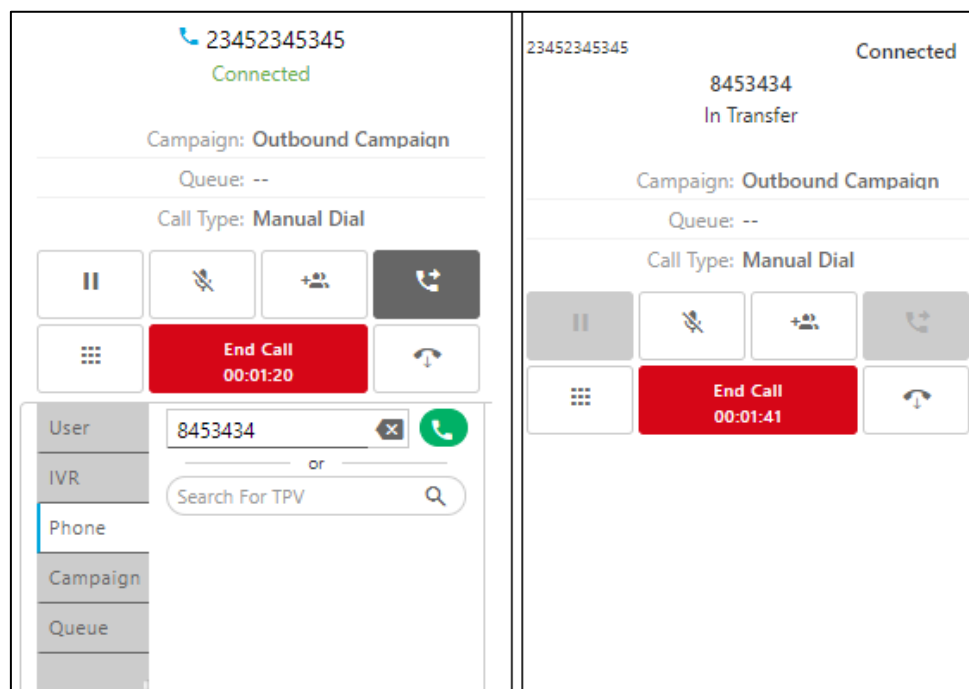 23452345345
Connected
Campaign: Outbound Campaign
Queue: --
Call Type: Manual Dial
End Call
00:01:20
User
IVR
Phone
Campaign
Queue
8453434
or
Search For TPV
23452345345 Connected
8453434
In Transfer
Campaign: Outbound Campaign
Queue: --
Call Type: Manual Dial
End Call
00:01:41